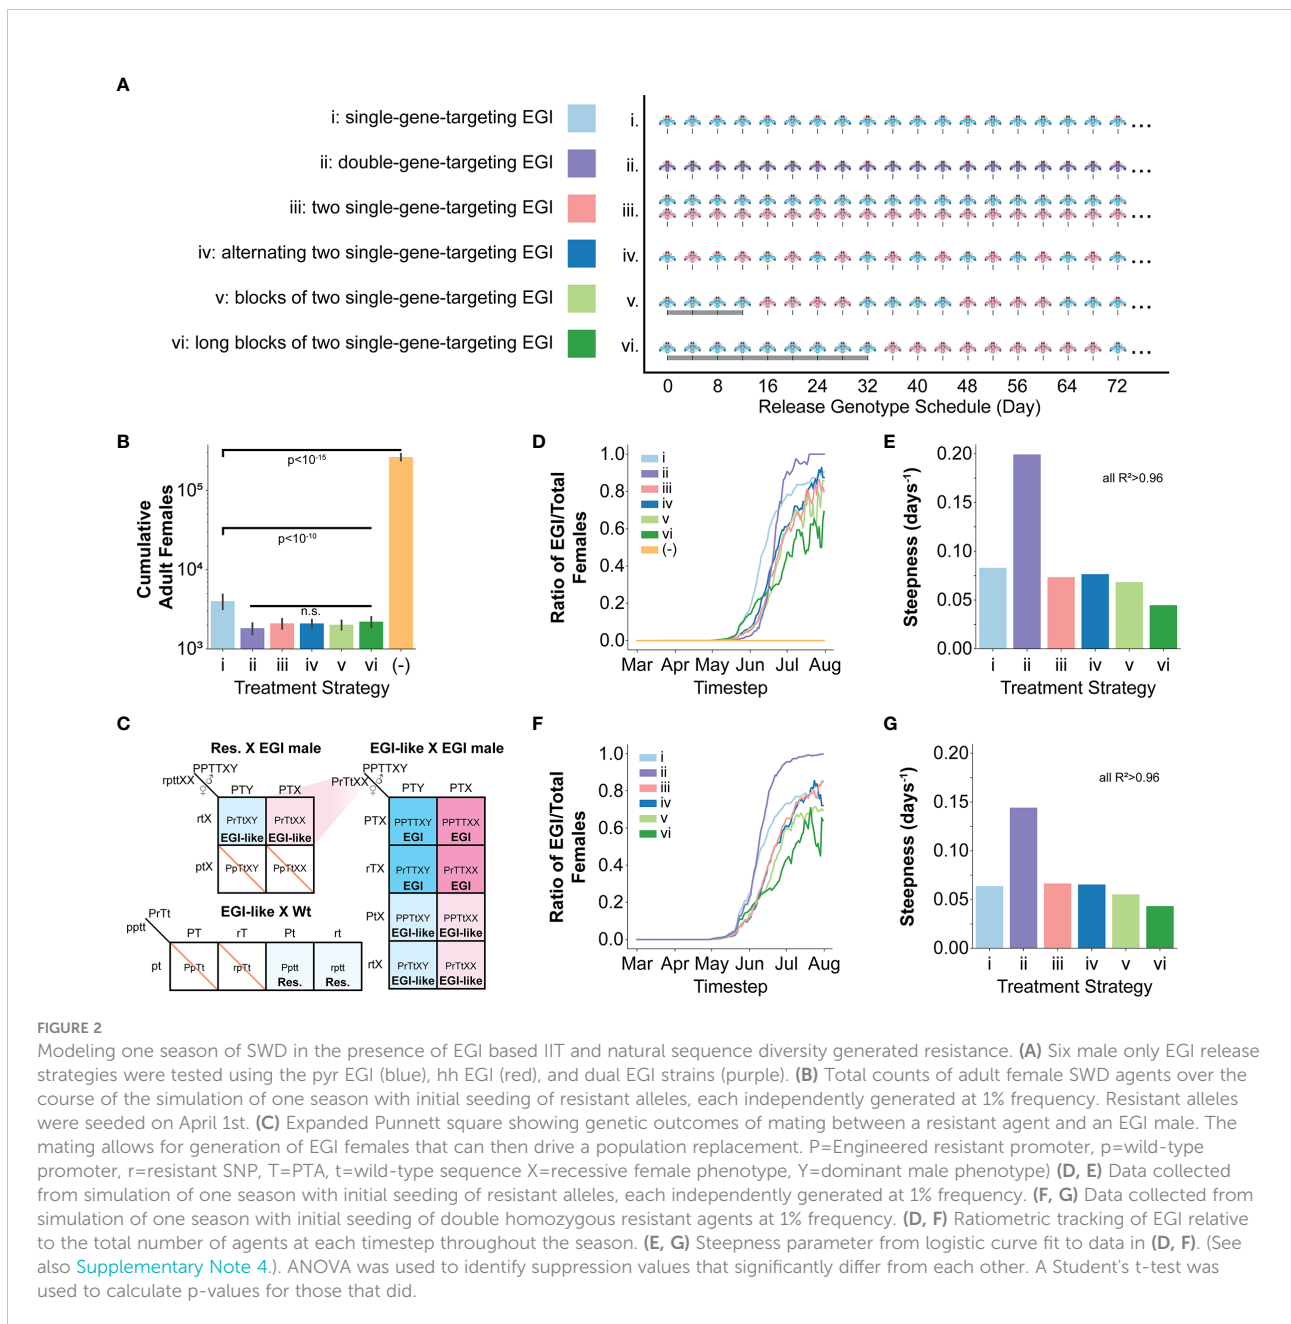 A
i: single-gene-targeting EGI
ii: double-gene-targeting EGI
iii: two single-gene-targeting EGI
iv: alternating two single-gene-targeting EGI
v: blocks of two single-gene-targeting EGI
vi: long blocks of two single-gene-targeting EGI
i.
ii.
iii.
iv.
v.
vi.
...
...
...
...
...
...
0 8 16 24 32 40 48 56 64 72
Release Genotype Schedule (Day)
B
Cumulative
Adult Females
10⁵
10⁴
10³
p<10⁻¹⁵
p<10⁻¹⁰
n.s.
i ii iii iv v vi (-)
Treatment Strategy
D
Ratio of EGI/Total
Females
1.0
0.8
0.6
0.4
0.2
0.0
i
ii
iii
iv
v
vi
(-)
Mar Apr May Jun Jul Aug
Timestep
E
Steepness (days⁻¹)
0.20
0.15
0.10
0.05
0.00
all R²>0.96
i ii iii iv v vi
Treatment Strategy
C
Res. X EGI male
PPTTXY
rpttXX ♂
♀
PTY PTX
rtX
PrTtXY
EGI-like
PrTtXX
EGI-like
ptX
PpTtXY
PpTtXX
EGI-like X EGI male
PPTTXY
PrTtXX ♂
♀
PTY PTX
PTX
PPTTXY
EGI
PPTTXX
EGI
rTX
PrTTXY
EGI
PrTTXX
EGI
PtX
PPTtXY
EGI-like
PPTtXX
EGI-like
rtX
PrTtXY
EGI-like
PrTtXX
EGI-like
EGI-like X Wt
PrTt
pptt
PT rT Pt rt
pt
PpTt
rpTt
Pptt
Res.
rptt
Res.
F
Ratio of EGI/Total
Females
1.0
0.8
0.6
0.4
0.2
0.0
i
ii
iii
iv
v
vi
Mar Apr May Jun Jul Aug
Timestep
G
Steepness (days⁻¹)
0.20
0.15
0.10
0.05
0.00
all R²>0.96
i ii iii iv v vi
Treatment Strategy
FIGURE 2
Modeling one season of SWD in the presence of EGI based IIT and natural sequence diversity generated resistance. (A) Six male only EGI release
strategies were tested using the pyr EGI (blue), hh EGI (red), and dual EGI strains (purple). (B) Total counts of adult female SWD agents over the
course of the simulation of one season with initial seeding of resistant alleles, each independently generated at 1% frequency. Resistant alleles
were seeded on April 1st. (C) Expanded Punnett square showing genetic outcomes of mating between a resistant agent and an EGI male. The
mating allows for generation of EGI females that can then drive a population replacement. P=Engineered resistant promoter, p=wild-type
promoter, r=resistant SNP, T=PTA, t=wild-type sequence X=recessive female phenotype, Y=dominant male phenotype) (D, E) Data collected
from simulation of one season with initial seeding of resistant alleles, each independently generated at 1% frequency. (F, G) Data collected from
simulation of one season with initial seeding of double homozygous resistant agents at 1% frequency. (D, F) Ratiometric tracking of EGI relative
to the total number of agents at each timestep throughout the season. (E, G) Steepness parameter from logistic curve fit to data in (D, F). (See
also Supplementary Note 4.). ANOVA was used to identify suppression values that significantly differ from each other. A Student's t-test was
used to calculate p-values for those that did.